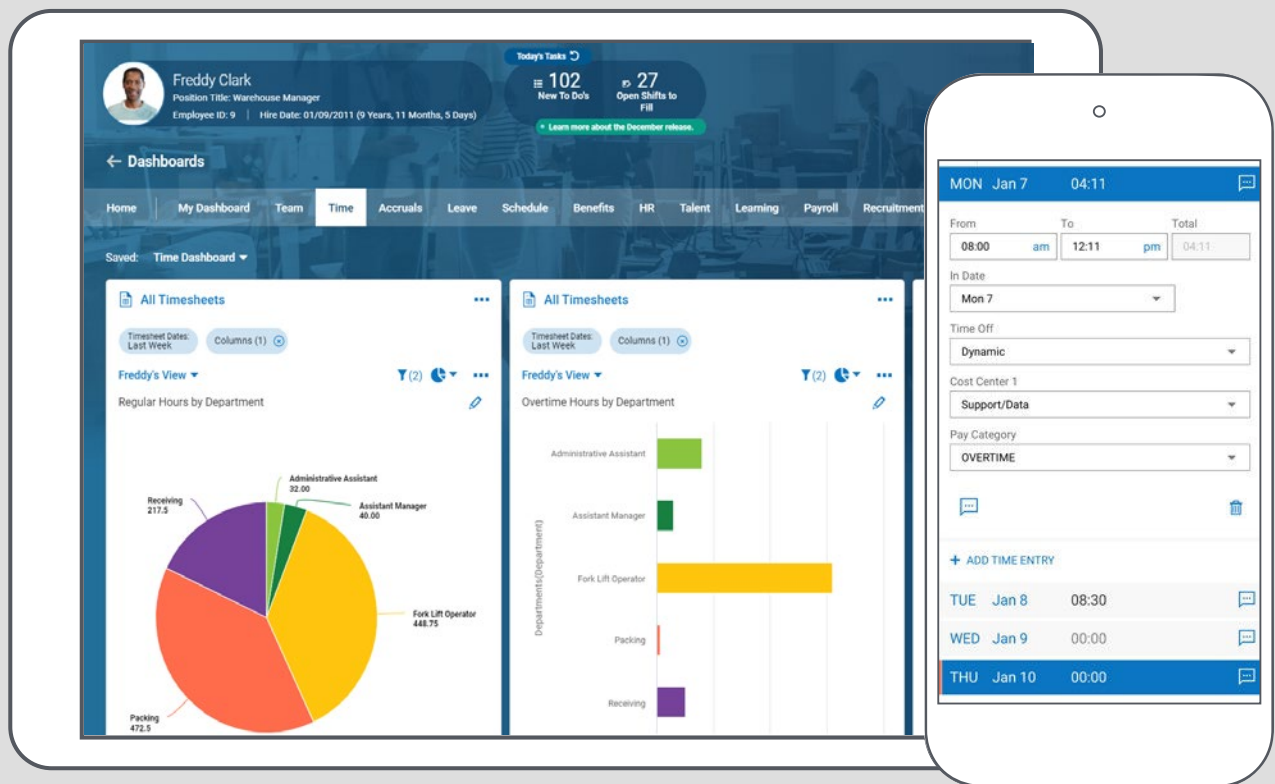 Today's Tasks
Freddy Clark
Position Title: Warehouse Manager
Employee ID: 9 | Hire Date: 01/09/2011 (9 Years, 11 Months, 5 Days)
102
New To Do's
27
Open Shifts to
Fill
Learn more about the December release.
Dashboards
Home My Dashboard Team Time Accruals Leave Schedule Benefits HR Talent Learning Payroll Recruitment
Saved: Time Dashboard
All Timesheets
Timesheet Dates:
Last Week
Columns (1)
Freddy's View
(2)
Regular Hours by Department
Administrative Assistant
32.00
Assistant Manager
40.00
Receiving
217.5
Fork Lift Operator
448.75
Packing
472.5
All Timesheets
Timesheet Dates:
Last Week
Columns (1)
Freddy's View
(2)
Overtime Hours by Department
Departments(Department)
Administrative Assistant
Assistant Manager
Fork Lift Operator
Packing
Receiving
MON Jan 7 04:11
From To Total
08:00 am 12:11 pm 04:11
In Date
Mon 7
Time Off
Dynamic
Cost Center 1
Support/Data
Pay Category
OVERTIME
+ ADD TIME ENTRY
TUE Jan 8 08:30
WED Jan 9 00:00
THU Jan 10 00:00